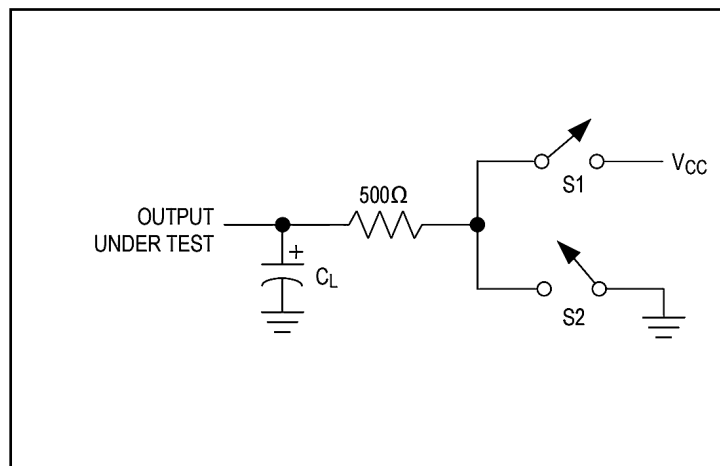 OUTPUT
UNDER TEST
+
CL
500Ω
S1
VCC
S2